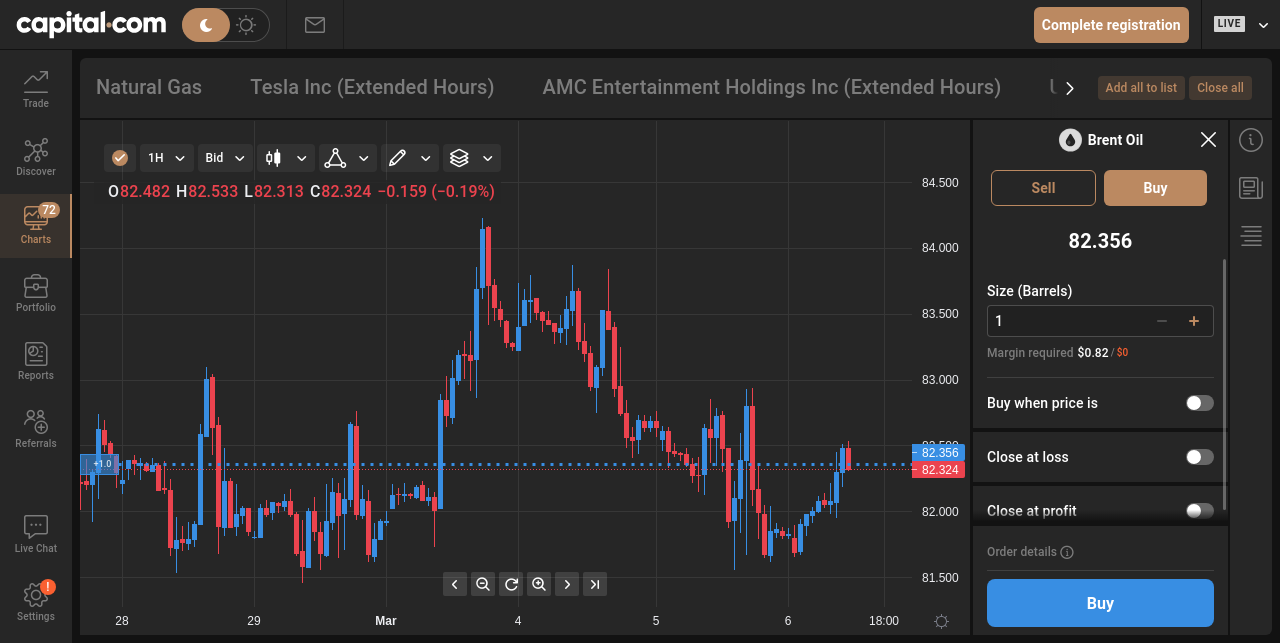 capital.com
Complete registration
LIVE
Trade
Discover
72
Charts
Portfolio
Reports
Referrals
Live Chat
!
Settings
Natural Gas
Tesla Inc (Extended Hours)
AMC Entertainment Holdings Inc (Extended Hours)
Add all to list
Close all
1H
Bid
O82.482 H82.533 L82.313 C82.324 −0.159 (−0.19%)
84.500
84.000
83.500
83.000
82.500
82.356
82.324
82.000
81.500
+1.0
28
29
Mar
4
5
6
18:00
Brent Oil
Sell
Buy
82.356
Size (Barrels)
1
− +
Margin required $0.82 / $0
Buy when price is
Close at loss
Close at profit
Order details i
Buy